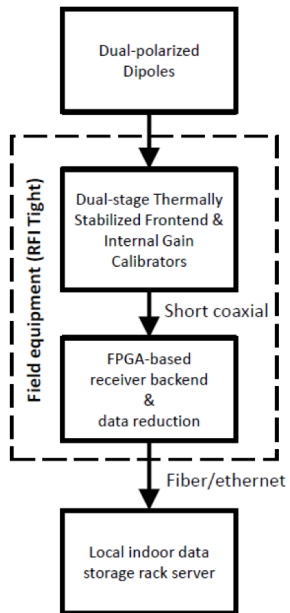 Dual-polarized
Dipoles
Field equipment (RFI Tight)
Dual-stage Thermally
Stabilized Frontend &
Internal Gain
Calibrators
Short coaxial
FPGA-based
receiver backend
&
data reduction
Fiber/ethernet
Local indoor data
storage rack server